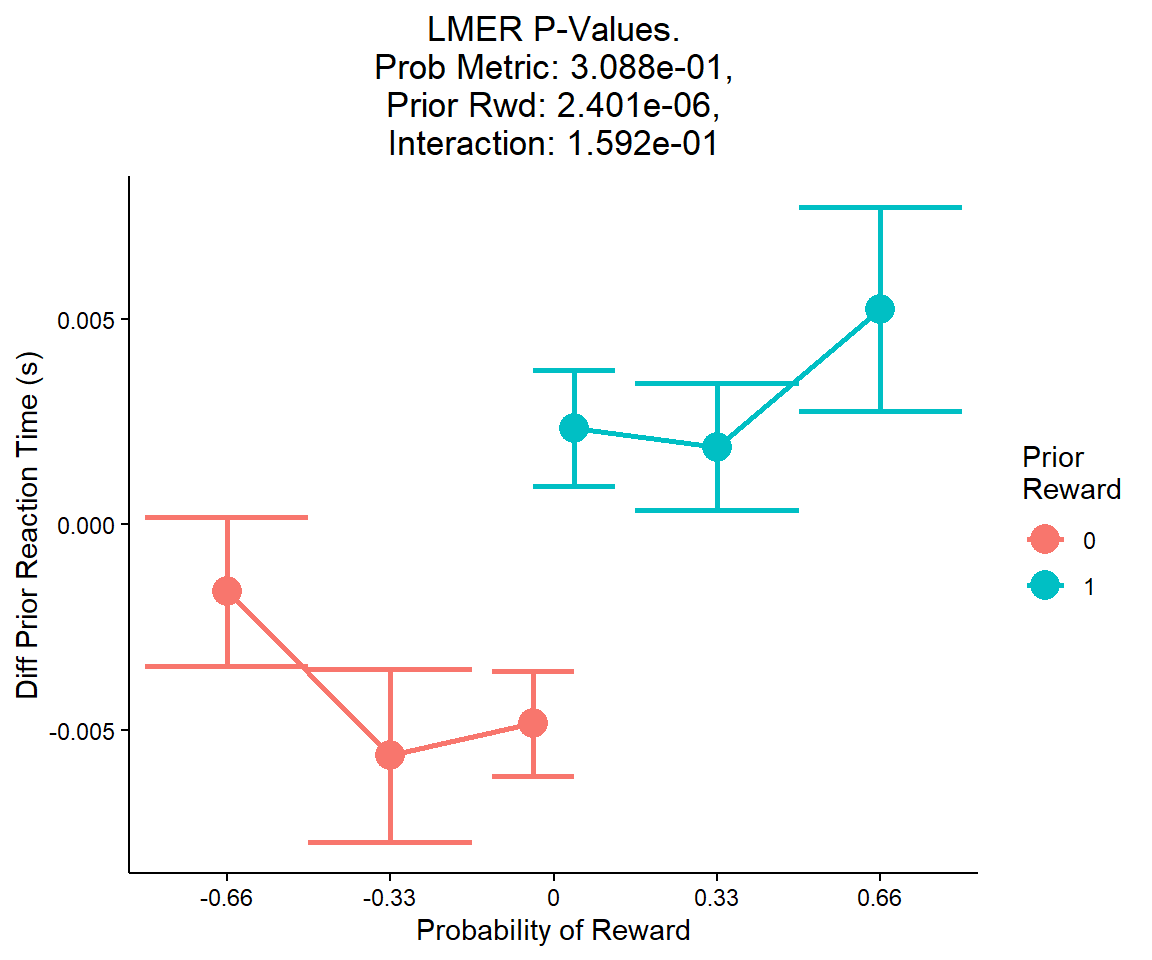 LMER P-Values.
Prob Metric: 3.088e-01,
Prior Rwd: 2.401e-06,
Interaction: 1.592e-01
Diff Prior Reaction Time (s)
0.005
0.000
-0.005
-0.66
-0.33
0
0.33
0.66
Probability of Reward
Prior
Reward
0
1